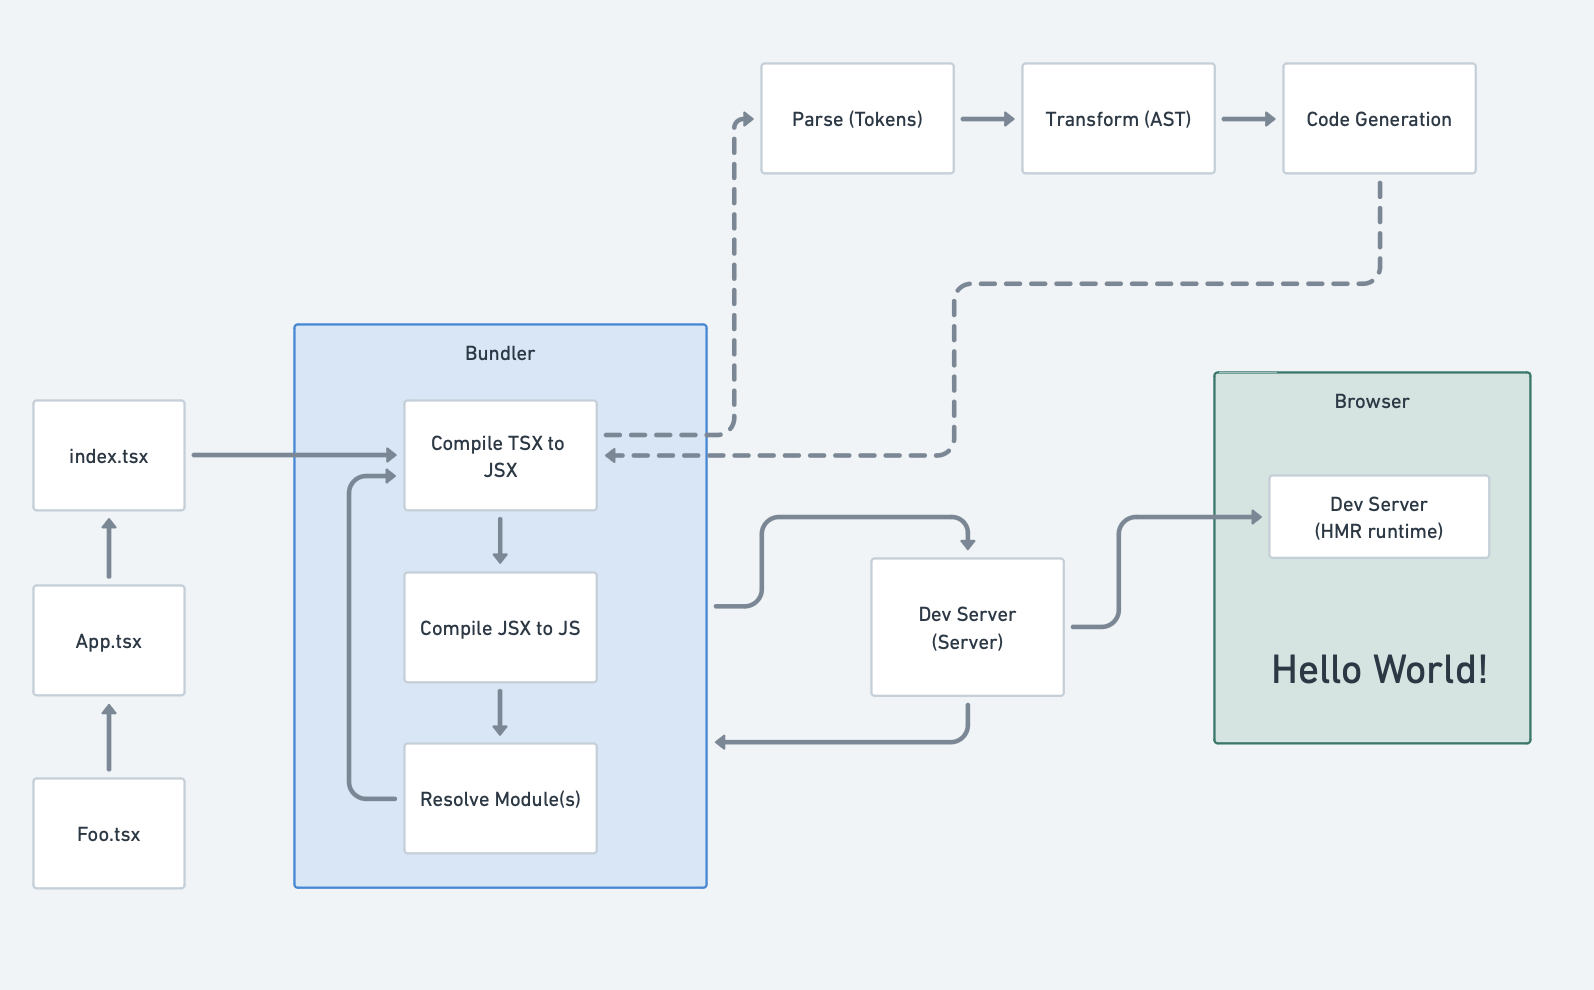 Parse (Tokens)
Transform (AST)
Code Generation
Bundler
index.tsx
Compile TSX to
JSX
App.tsx
Compile JSX to JS
Foo.tsx
Resolve Module(s)
Dev Server
(Server)
Browser
Dev Server
(HMR runtime)
Hello World!